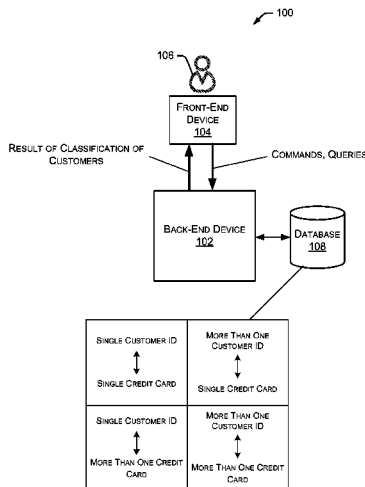 100
106
FRONT-END
DEVICE
104
RESULT OF CLASSIFICATION OF
CUSTOMERS
COMMANDS, QUERIES
BACK-END DEVICE
102
DATABASE
108
SINGLE CUSTOMER ID
SINGLE CREDIT CARD
MORE THAN ONE
CUSTOMER ID
SINGLE CREDIT CARD
SINGLE CUSTOMER ID
MORE THAN ONE CREDIT
CARD
MORE THAN ONE
CUSTOMER ID
MORE THAN ONE CREDIT
CARD